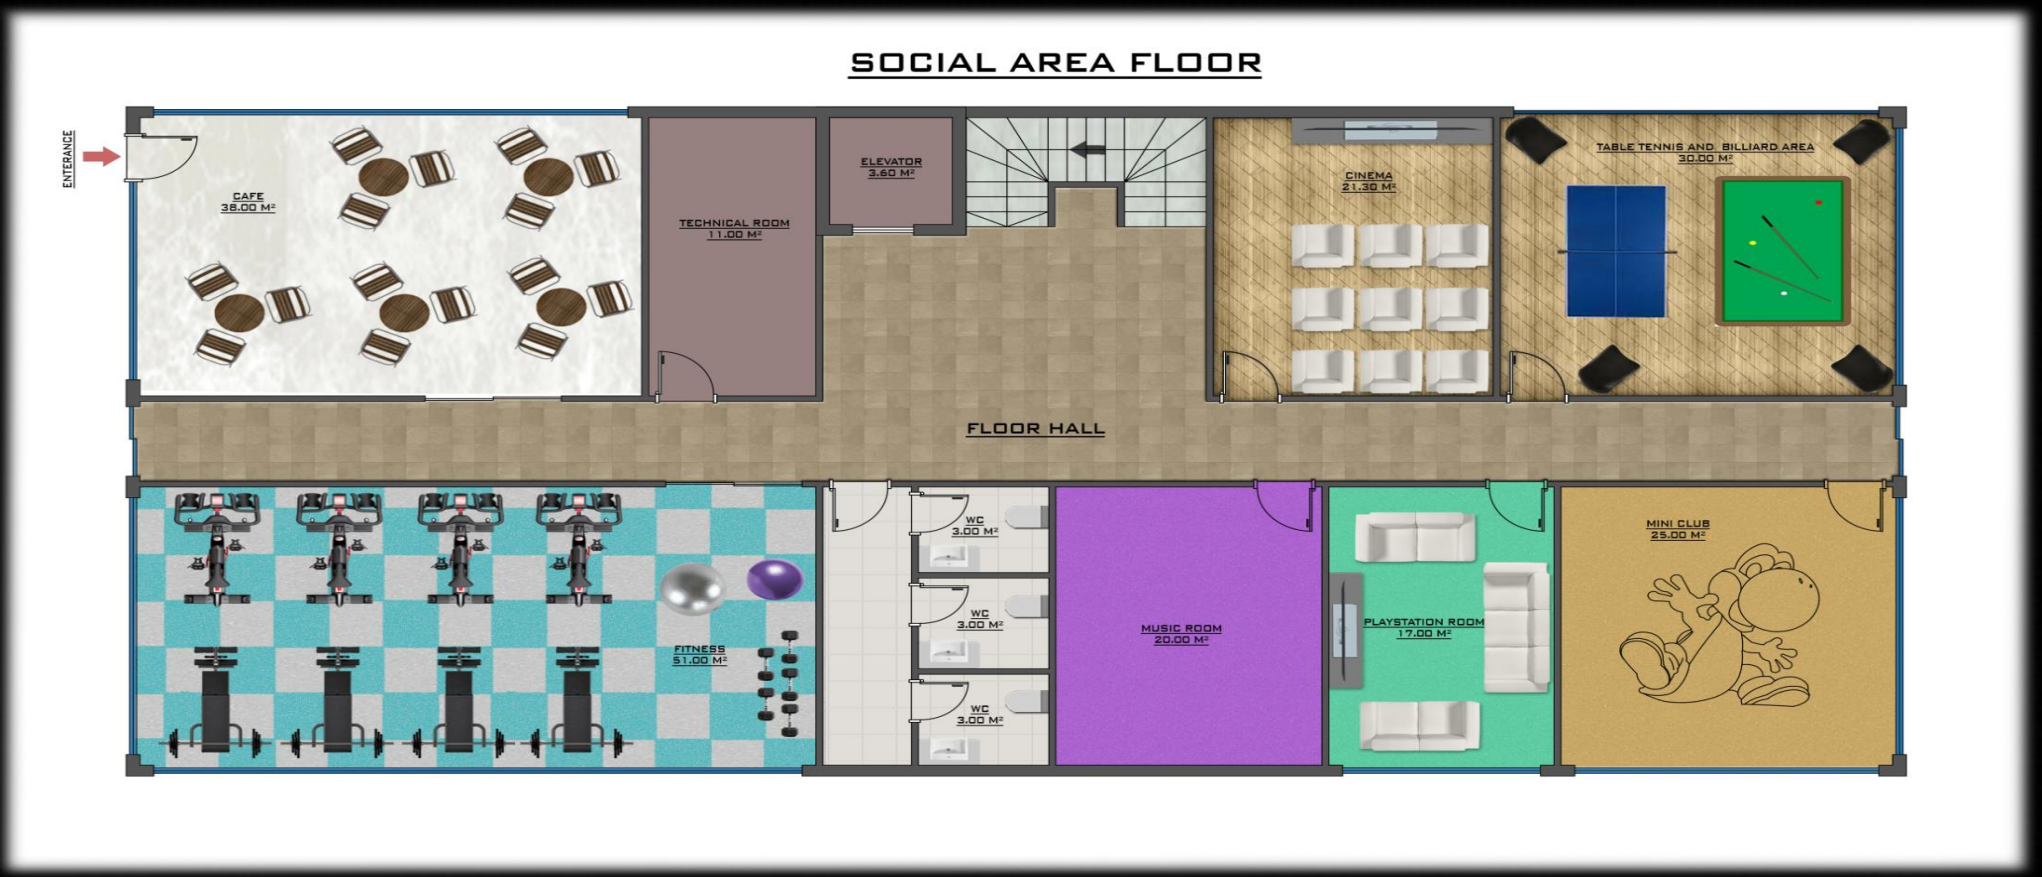 SOCIAL AREA FLOOR
ENTERANCE
CAFE
38.00 M²
TECHNICAL ROOM
11.00 M²
ELEVATOR
3.60 M²
CINEMA
21.30 M²
TABLE TENNIS AND BILLIARD AREA
30.00 M²
FLOOR HALL
FITNESS
51.00 M²
WC
3.00 M²
WC
3.00 M²
WC
3.00 M²
MUSIC ROOM
20.00 M²
PLAYSTATION ROOM
17.00 M²
MINI CLUB
25.00 M²